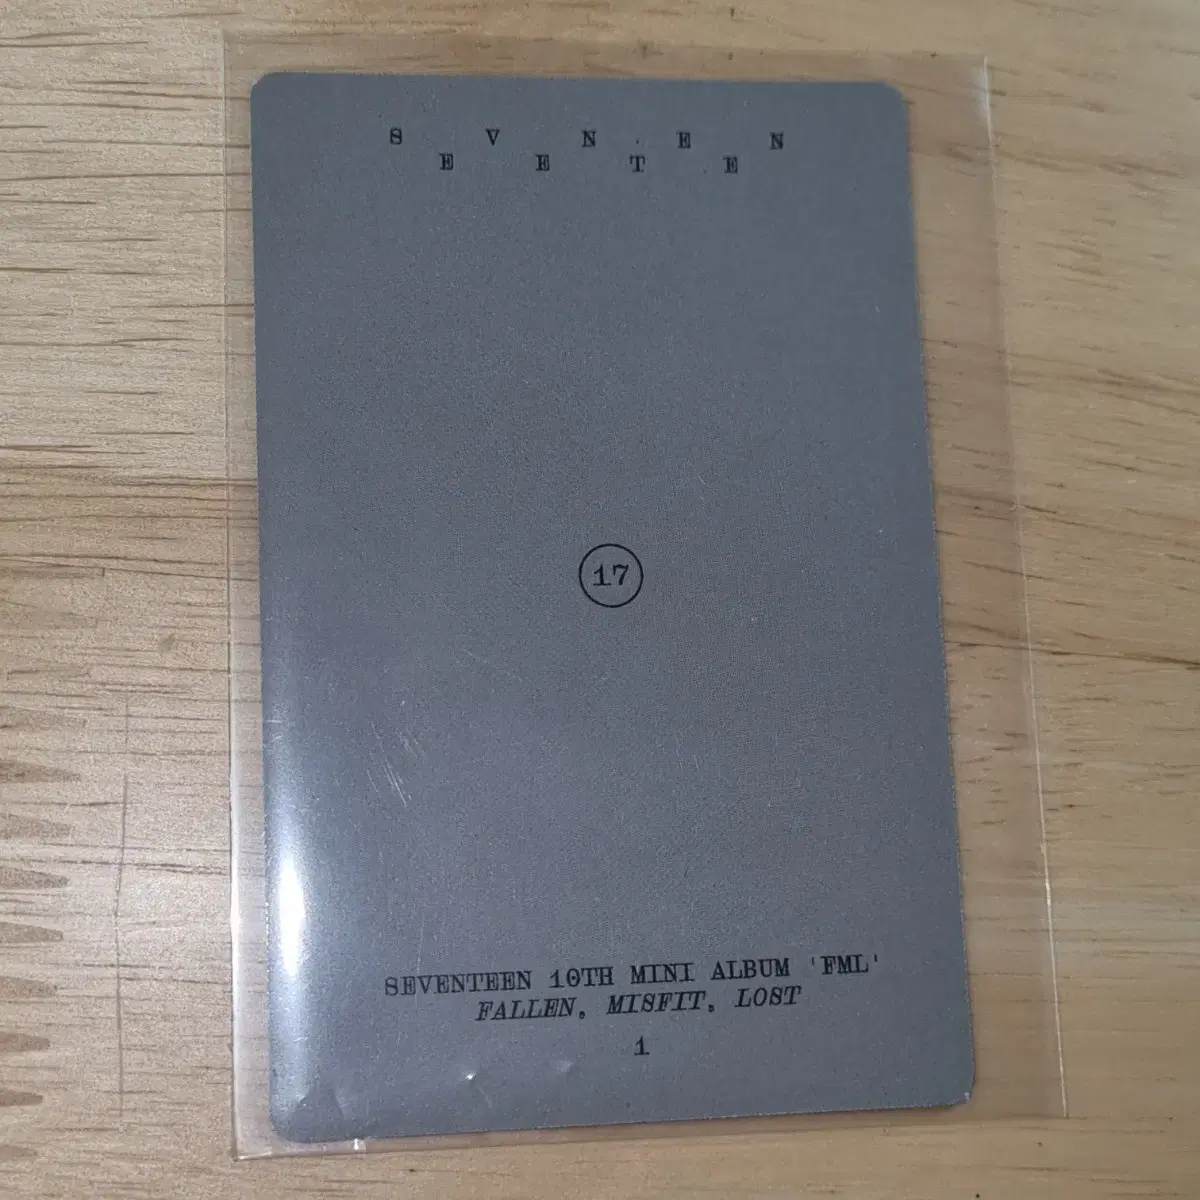 S V N E N
E E T E
17
SEVENTEEN 10TH MINI ALBUM 'FML'
FALLEN, MISFIT, LOST
1